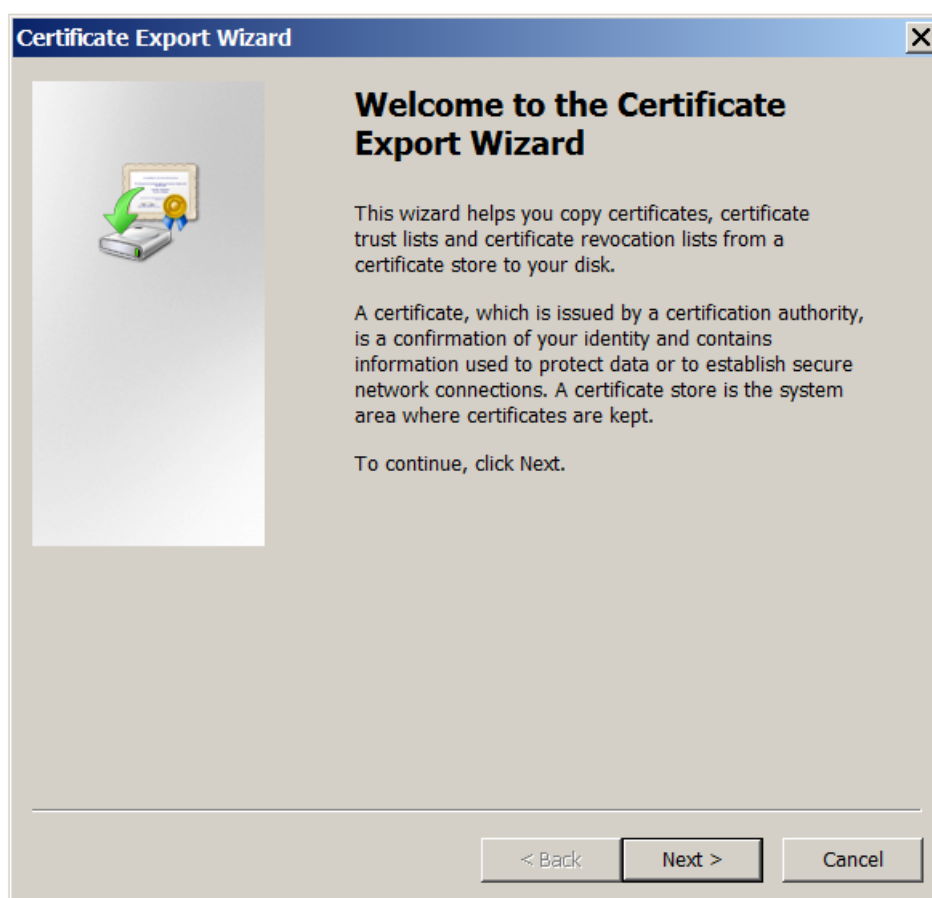 Certificate Export Wizard
Welcome to the Certificate
Export Wizard
This wizard helps you copy certificates, certificate
trust lists and certificate revocation lists from a
certificate store to your disk.
A certificate, which is issued by a certification authority,
is a confirmation of your identity and contains
information used to protect data or to establish secure
network connections. A certificate store is the system
area where certificates are kept.
To continue, click Next.
< Back
Next >
Cancel